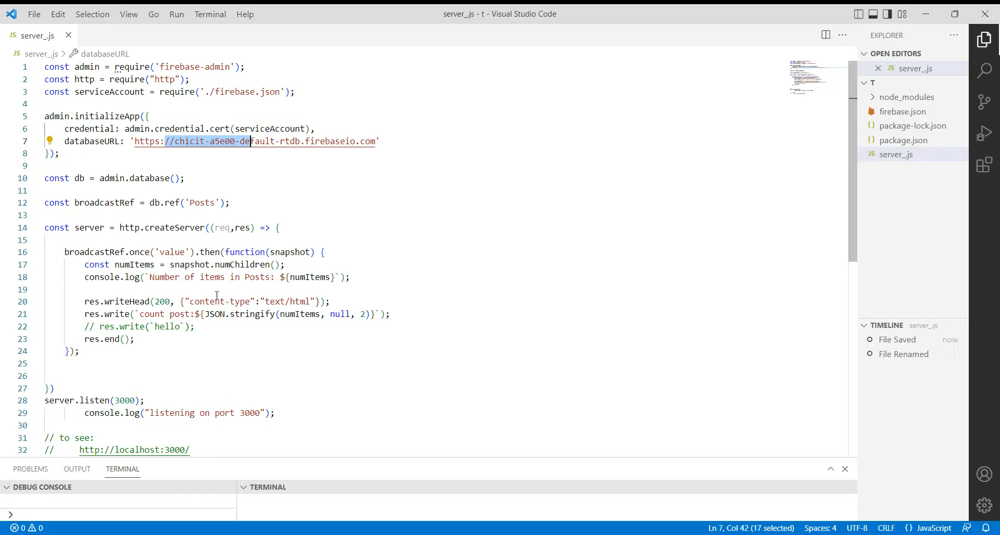 File Edit Selection View Go Run Terminal Help server_.js - t - Visual Studio Code
JS server_.js
JS server_.js > databaseURL
1 const admin = require('firebase-admin');
2 const http = require("http");
3 const serviceAccount = require('./firebase.json');
4
5 admin.initializeApp({
6 credential: admin.credential.cert(serviceAccount),
7 databaseURL: 'https://chicit-a5e00-default-rtdb.firebaseio.com'
8 });
9
10 const db = admin.database();
11
12 const broadcastRef = db.ref('Posts');
13
14 const server = http.createServer((req,res) => {
15
16 broadcastRef.once('value').then(function(snapshot) {
17 const numItems = snapshot.numChildren();
18 console.log(`Number of items in Posts: ${numItems}`);
19
20 res.writeHead(200, {"content-type":"text/html"});
21 res.write(`count post:${JSON.stringify(numItems, null, 2)}`);
22 // res.write(`hello`);
23 res.end();
24 });
25
26
27 })
28 server.listen(3000);
29 console.log("listening on port 3000");
30
31 // to see:
32 // http://localhost:3000/
EXPLORER
OPEN EDITORS
JS server_.js
T
node_modules
firebase.json
{} package-lock.json
{} package.json
JS server_.js
TIMELINE server_.js
File Saved now
File Renamed
PROBLEMS OUTPUT TERMINAL
DEBUG CONSOLE
TERMINAL
0 0 Ln 7, Col 42 (17 selected) Spaces: 4 UTF-8 CRLF {} JavaScript